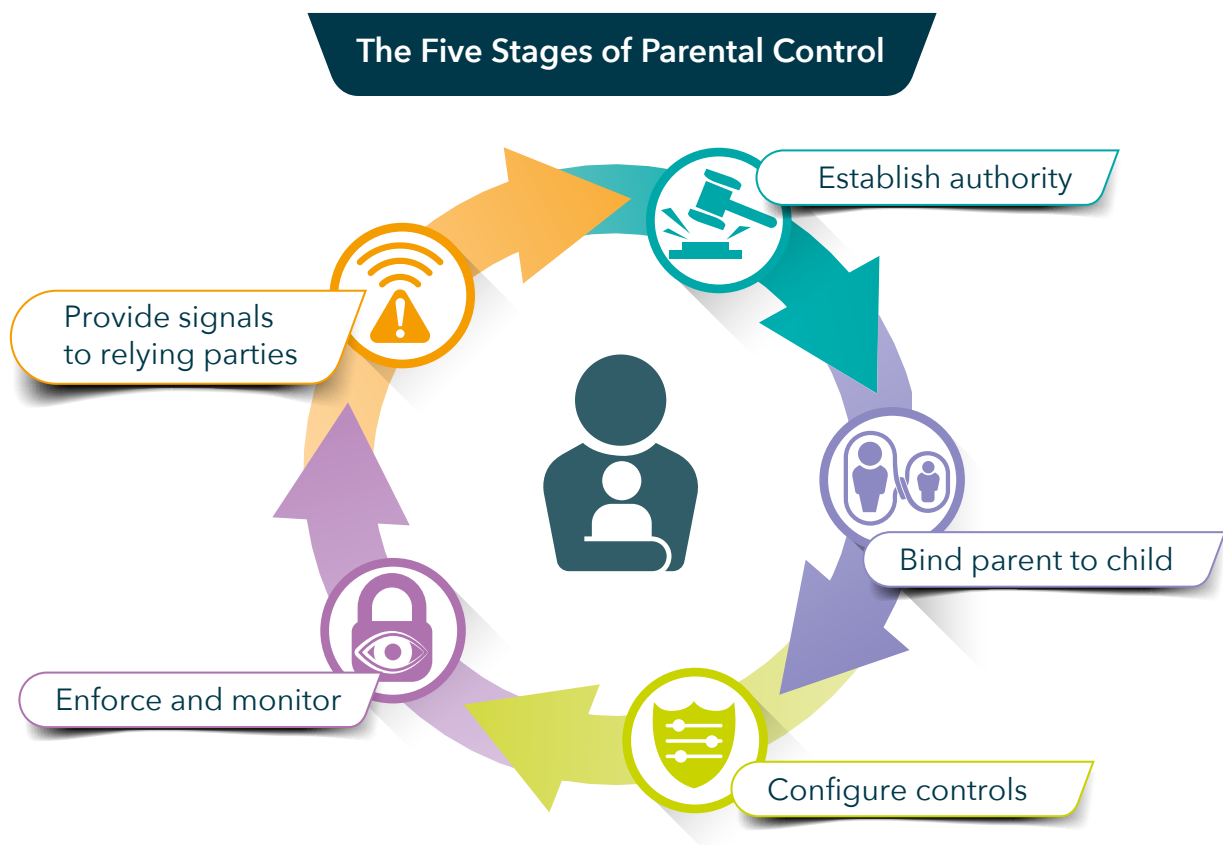 The Five Stages of Parental Control
Establish authority
Bind parent to child
Configure controls
Enforce and monitor
Provide signals
to relying parties